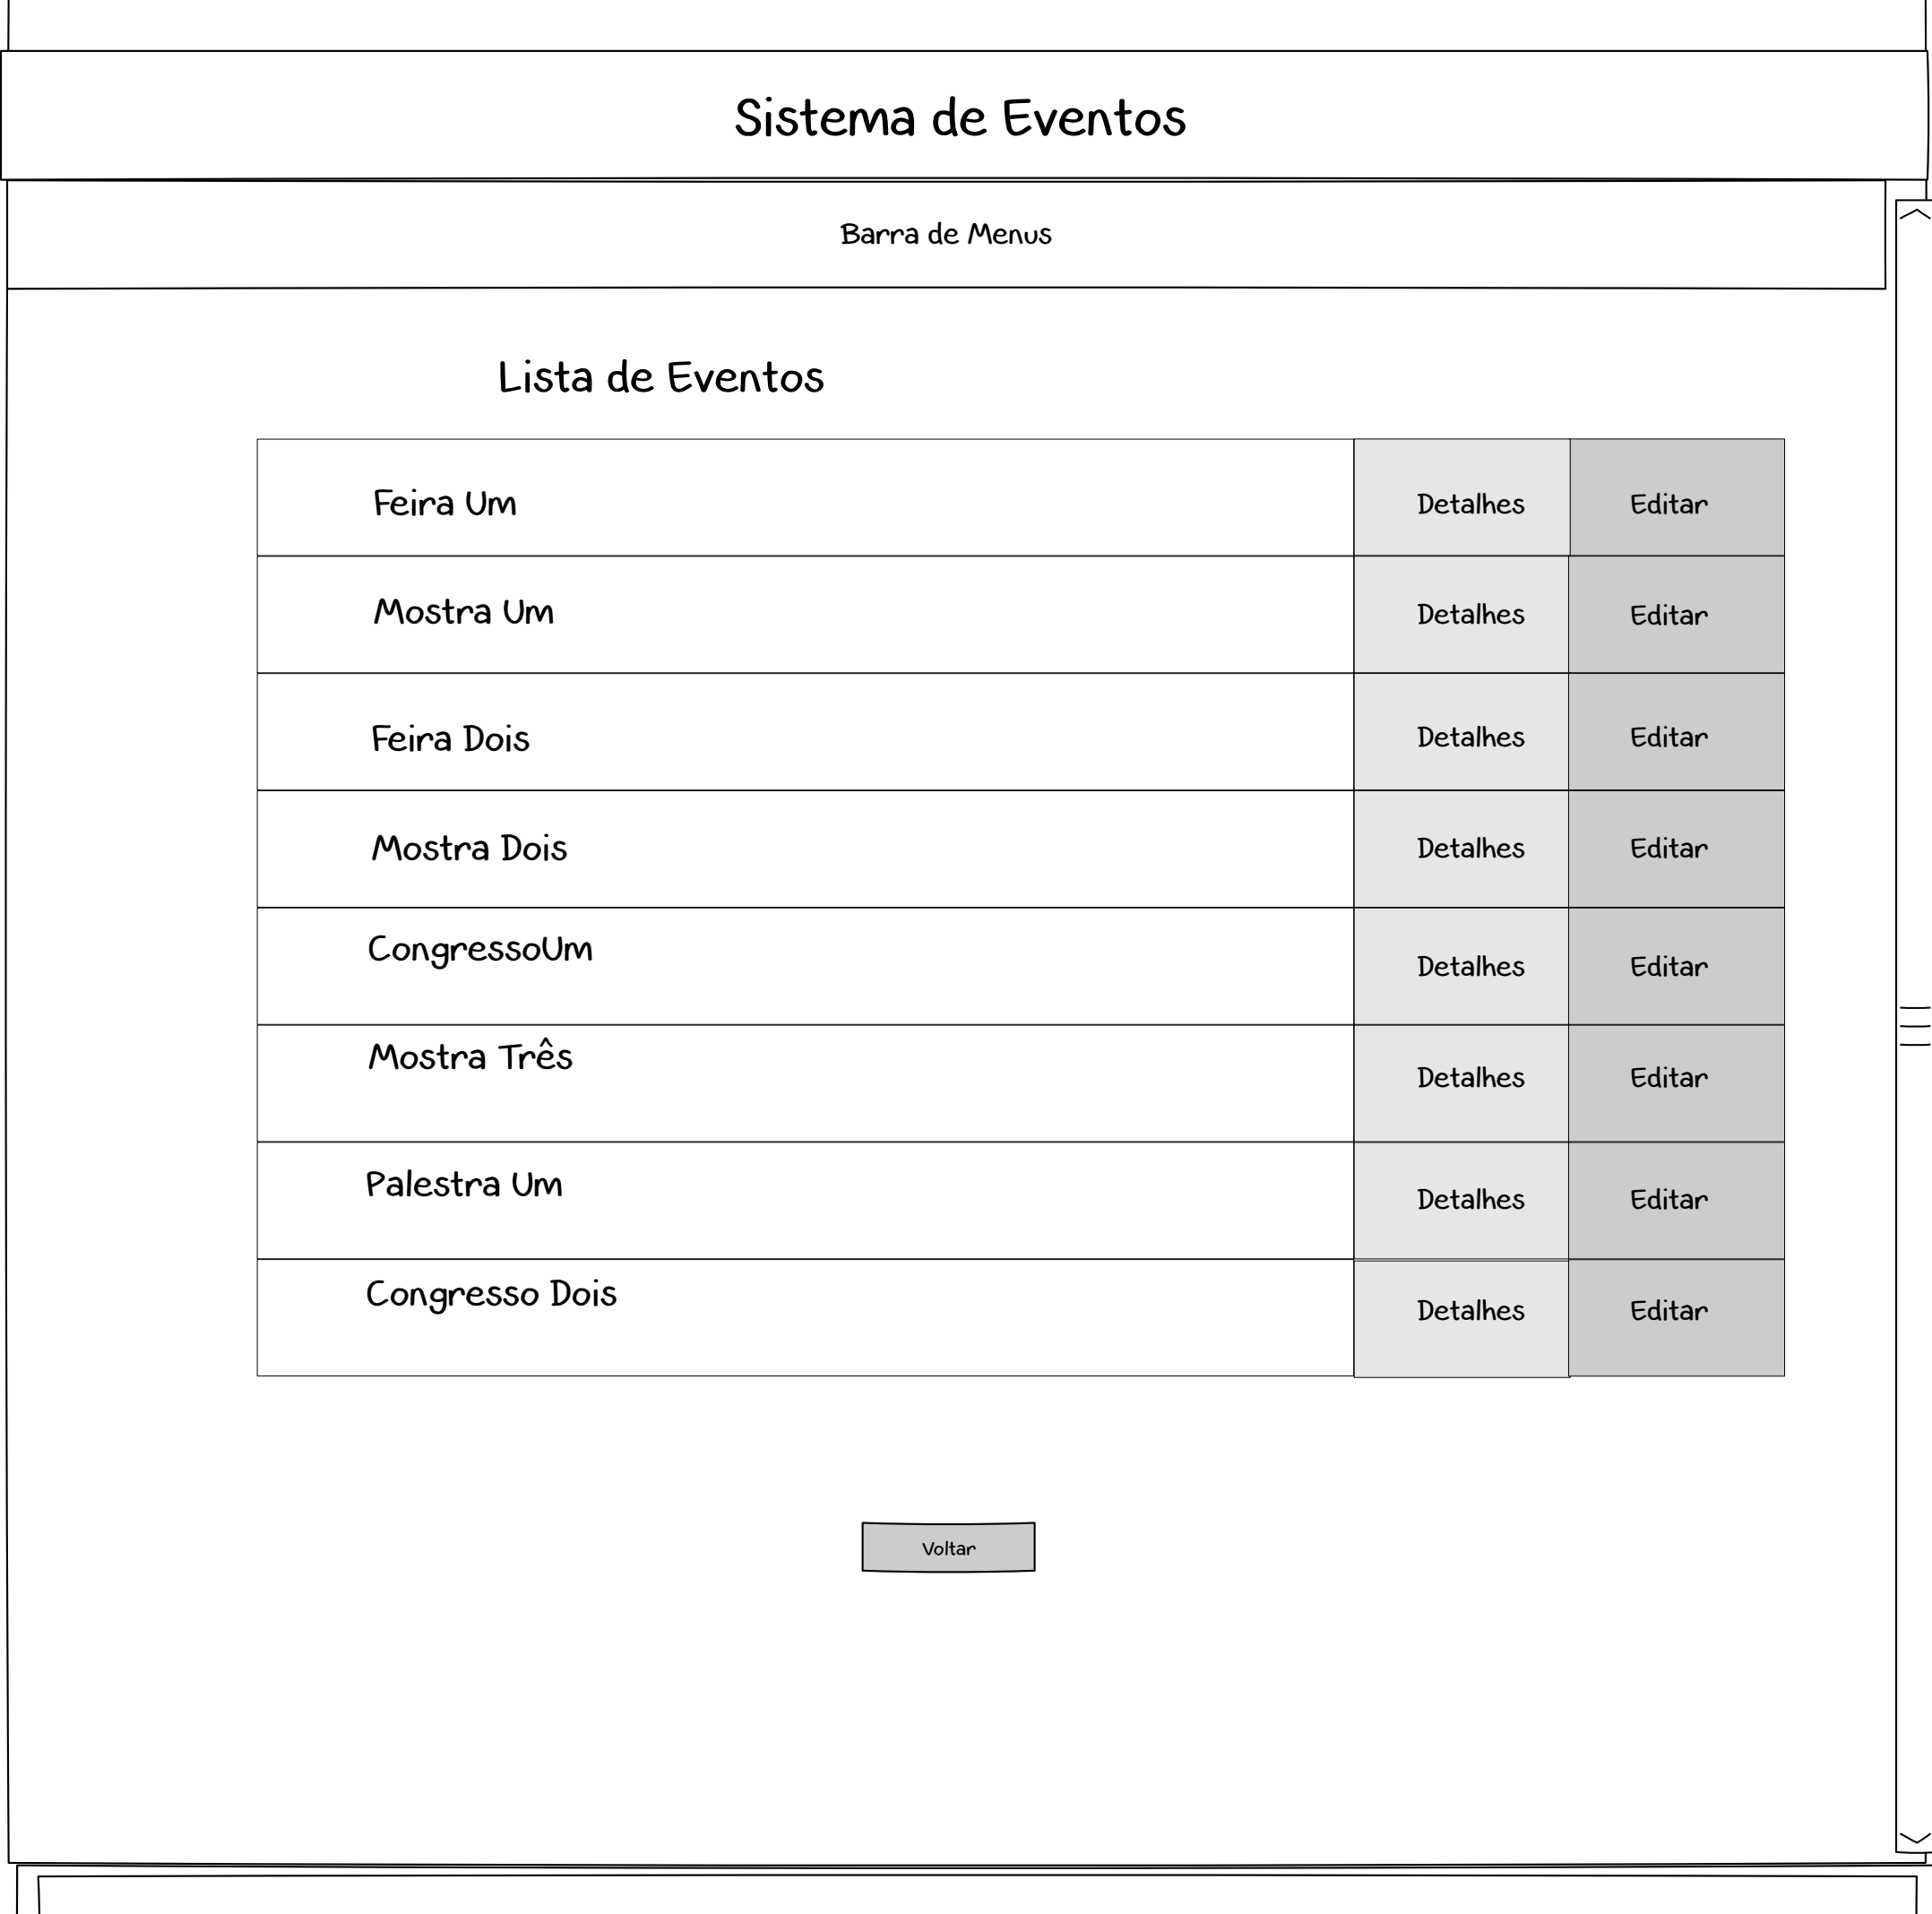 Sistema de Eventos
Barra de Menus
Lista de Eventos
Feira Um Detalhes Editar
Mostra Um Detalhes Editar
Feira Dois Detalhes Editar
Mostra Dois Detalhes Editar
CongressoUm Detalhes Editar
Mostra Três Detalhes Editar
Palestra Um Detalhes Editar
Congresso Dois Detalhes Editar
Voltar